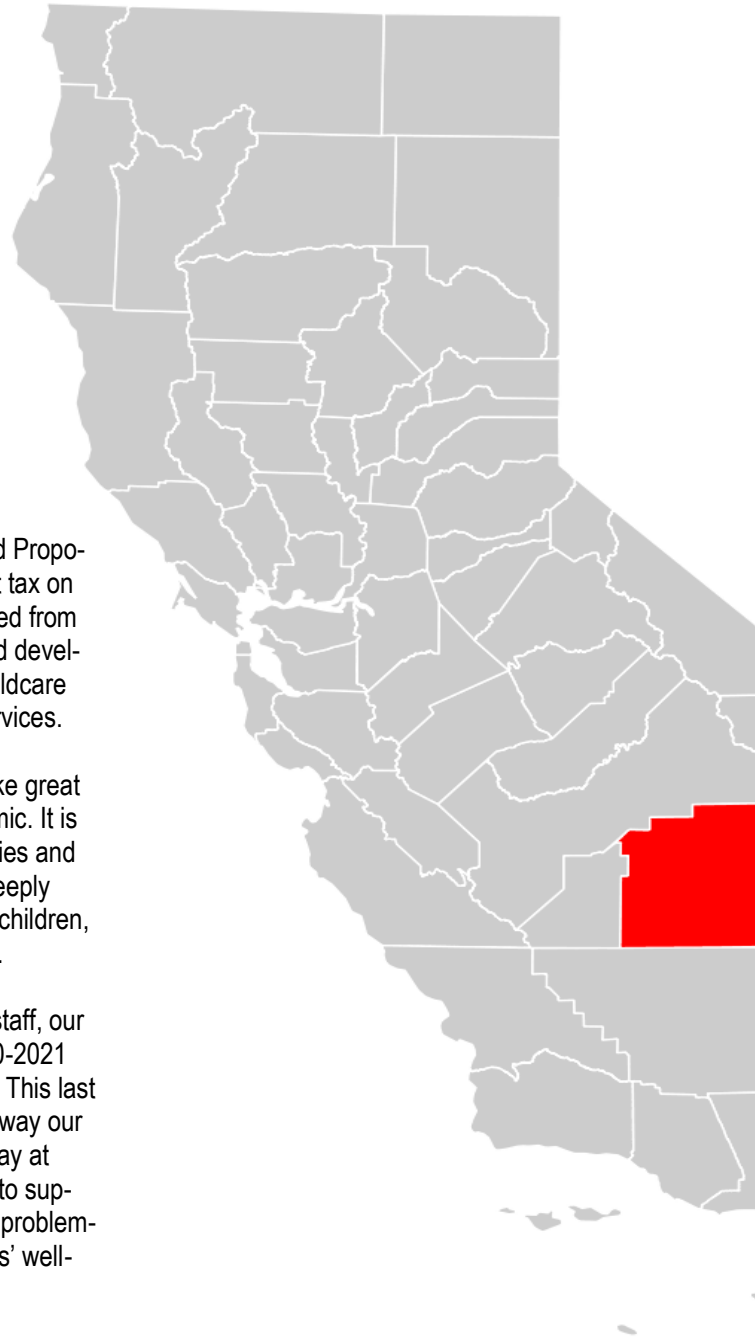 d Propo-
t tax on
ed from
d devel-
ldcare
rvices.
ke great
nic. It is
ies and
eeply
children,
.
staff, our
0-2021
This last
way our
ay at
to sup-
problem-
s’ well-